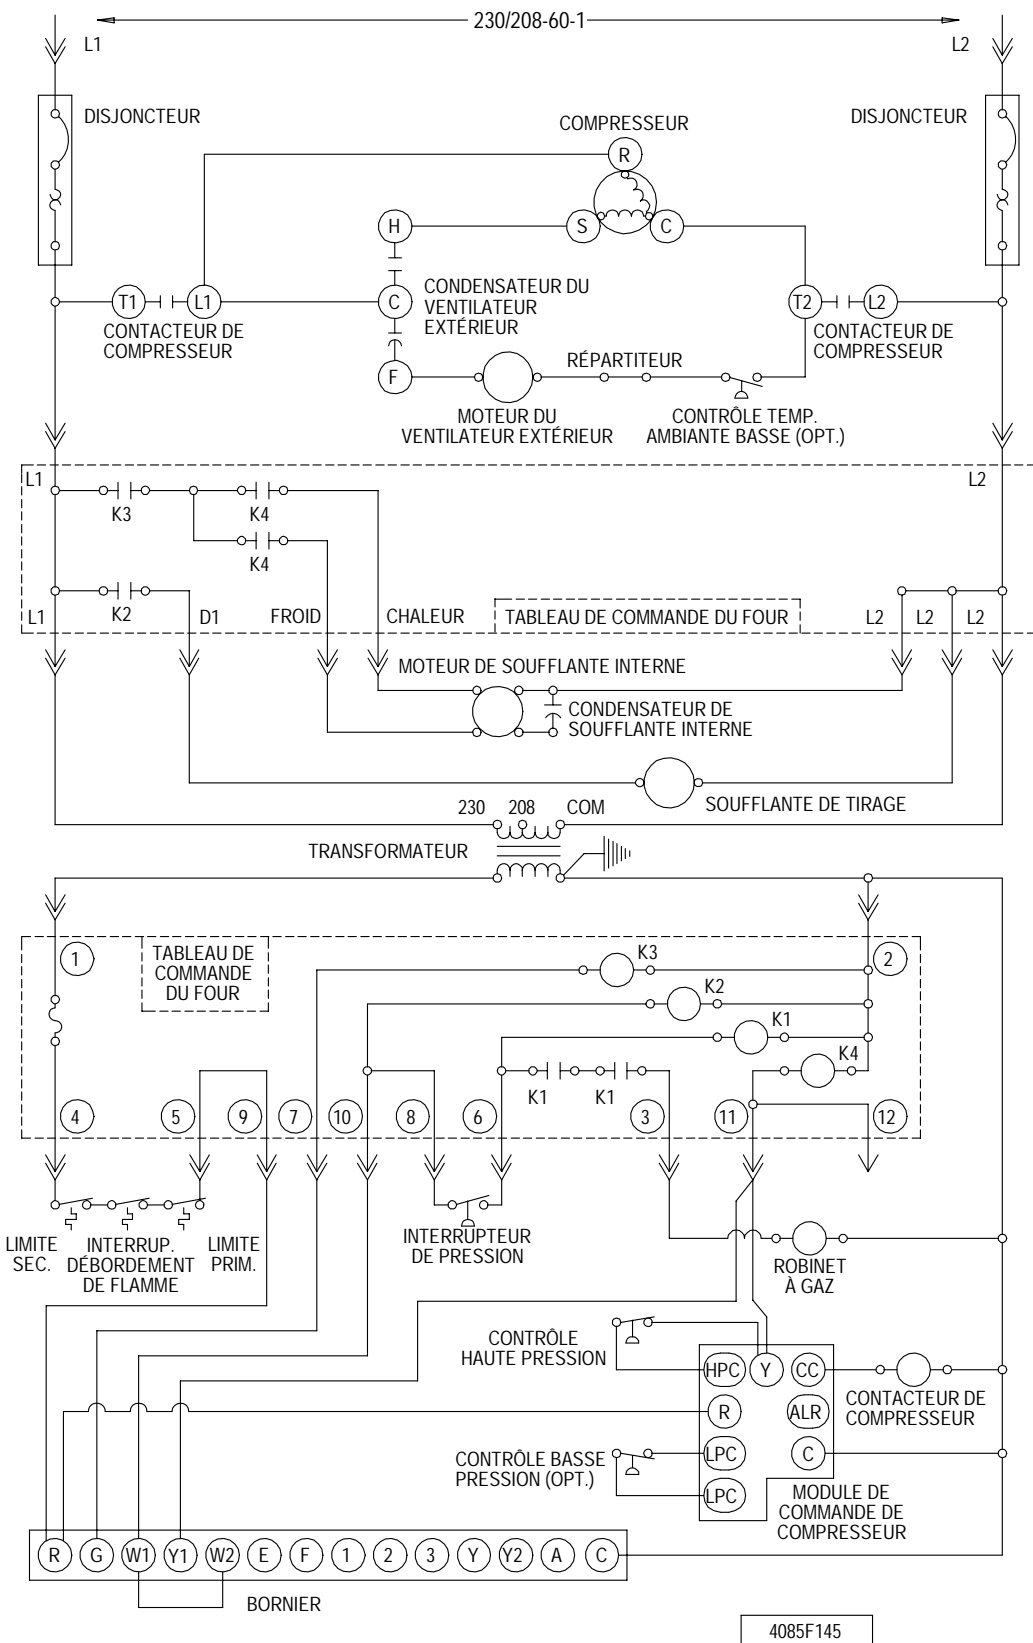 230/208-60-1
L1
L2
DISJONCTEUR
DISJONCTEUR
COMPRESSEUR
R
H
S
C
CONDENSATEUR DU
VENTILATEUR
EXTÉRIEUR
T1
L1
C
T2
L2
CONTACTEUR DE
COMPRESSEUR
CONTACTEUR DE
COMPRESSEUR
RÉPARTITEUR
F
MOTEUR DU
VENTILATEUR EXTÉRIEUR
CONTRÔLE TEMP.
AMBIANTE BASSE (OPT.)
L1
L2
K3
K4
K4
K2
L1
D1
FROID
CHALEUR
TABLEAU DE COMMANDE DU FOUR
L2
L2
L2
MOTEUR DE SOUFFLANTE INTERNE
CONDENSATEUR DE
SOUFFLANTE INTERNE
SOUFFLANTE DE TIRAGE
230
208
COM
TRANSFORMATEUR
1
TABLEAU DE
COMMANDE
DU FOUR
K3
2
K2
K1
K4
K1
K1
4
5
9
7
10
8
6
3
11
12
LIMITE
SEC.
INTERRUP.
DÉBORDEMENT
DE FLAMME
LIMITE
PRIM.
INTERRUPTEUR
DE PRESSION
ROBINET
À GAZ
CONTRÔLE
HAUTE PRESSION
HPC
Y
CC
CONTACTEUR DE
COMPRESSEUR
R
ALR
CONTRÔLE BASSE
PRESSION (OPT.)
LPC
C
LPC
MODULE DE
COMMANDE DE
COMPRESSEUR
R
G
W1
Y1
W2
E
F
1
2
3
Y
Y2
A
C
BORNIER
4085F145